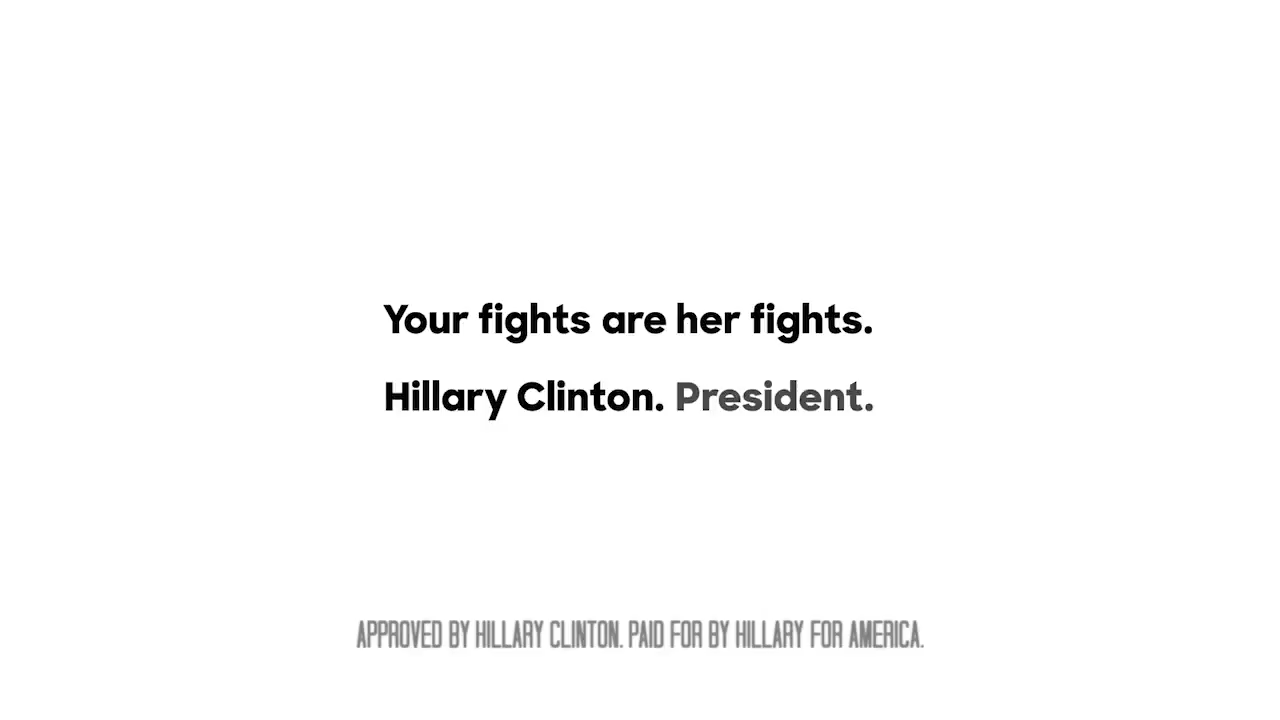 Your fights are her fights.
Hillary Clinton. President.
APPROVED BY HILLARY CLINTON. PAID FOR BY HILLARY FOR AMERICA.